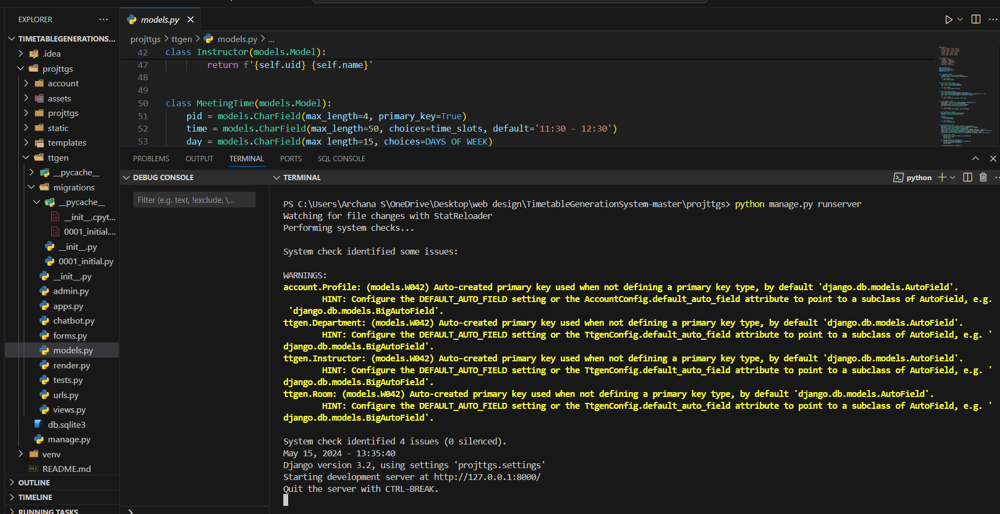 EXPLORER
···
TIMETABLEGENERATIONS...
.idea
projttgs
account
assets
projttgs
static
templates
ttgen
__pycache__
migrations
__pycache__
__init__.cpyt...
0001_initial....
__init__.py
0001_initial.py
__init__.py
admin.py
apps.py
chatbot.py
forms.py
models.py
render.py
tests.py
urls.py
views.py
db.sqlite3
manage.py
venv
README.md
OUTLINE
TIMELINE
RUNNING TASKS
models.py
projttgs > ttgen > models.py > ...
42 class Instructor(models.Model):
47 return f'{self.uid} {self.name}'
48
49
50 class MeetingTime(models.Model):
51 pid = models.CharField(max_length=4, primary_key=True)
52 time = models.CharField(max_length=50, choices=time_slots, default='11:30 - 12:30')
53 day = models.CharField(max_length=15, choices=DAYS_OF_WEEK)
PROBLEMS OUTPUT TERMINAL PORTS SQL CONSOLE
DEBUG CONSOLE
Filter (e.g. text, !exclude, \...
TERMINAL
python
PS C:\Users\Archana S\OneDrive\Desktop\web design\TimetableGenerationSystem-master\projttgs> python manage.py runserver
Watching for file changes with StatReloader
Performing system checks...
System check identified some issues:
WARNINGS:
account.Profile: (models.W042) Auto-created primary key used when not defining a primary key type, by default 'django.db.models.AutoField'.
HINT: Configure the DEFAULT_AUTO_FIELD setting or the AccountConfig.default_auto_field attribute to point to a subclass of AutoField, e.g.
'django.db.models.BigAutoField'.
ttgen.Department: (models.W042) Auto-created primary key used when not defining a primary key type, by default 'django.db.models.AutoField'.
HINT: Configure the DEFAULT_AUTO_FIELD setting or the TtgenConfig.default_auto_field attribute to point to a subclass of AutoField, e.g. '
django.db.models.BigAutoField'.
ttgen.Instructor: (models.W042) Auto-created primary key used when not defining a primary key type, by default 'django.db.models.AutoField'.
HINT: Configure the DEFAULT_AUTO_FIELD setting or the TtgenConfig.default_auto_field attribute to point to a subclass of AutoField, e.g. '
django.db.models.BigAutoField'.
ttgen.Room: (models.W042) Auto-created primary key used when not defining a primary key type, by default 'django.db.models.AutoField'.
HINT: Configure the DEFAULT_AUTO_FIELD setting or the TtgenConfig.default_auto_field attribute to point to a subclass of AutoField, e.g. '
django.db.models.BigAutoField'.
System check identified 4 issues (0 silenced).
May 15, 2024 - 13:35:40
Django version 3.2, using settings 'projttgs.settings'
Starting development server at http://127.0.0.1:8000/
Quit the server with CTRL-BREAK.